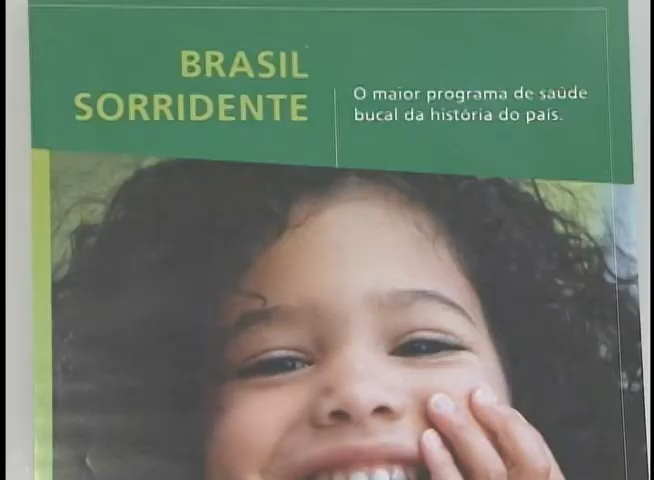 BRASIL
SORRIDENTE
O maior programa de saúde
bucal da história do país.